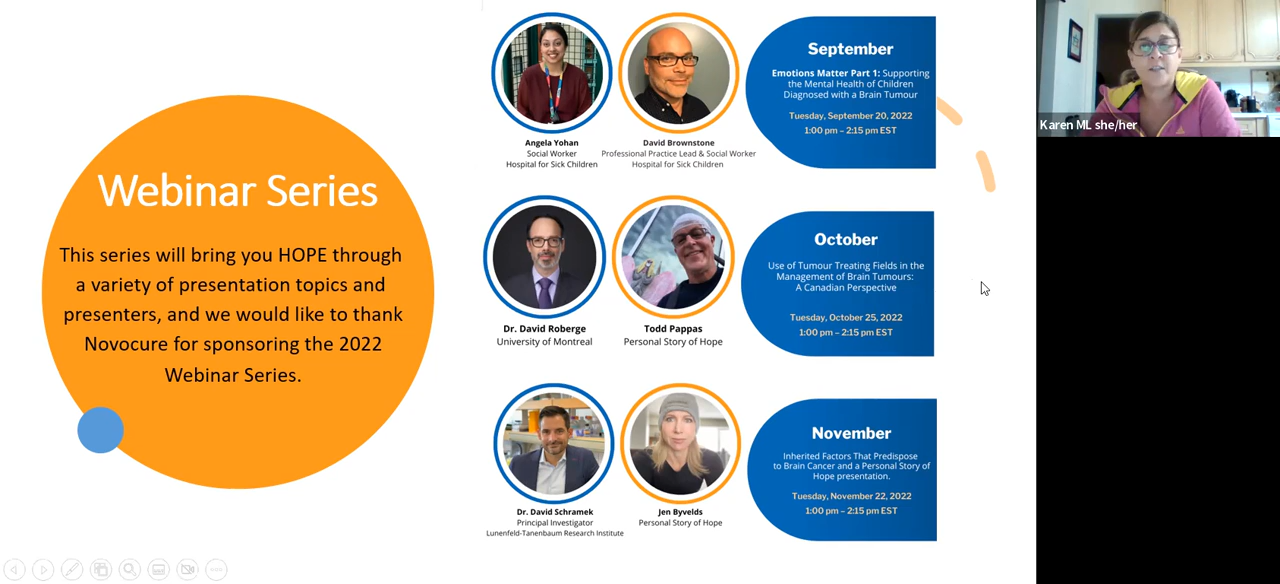 Webinar Series
This series will bring you HOPE through
a variety of presentation topics and
presenters, and we would like to thank
Novocure for sponsoring the 2022
Webinar Series.
Angela Yohan
Social Worker
Hospital for Sick Children
David Brownstone
Professional Practice Lead & Social Worker
Hospital for Sick Children
September
Emotions Matter Part 1: Supporting
the Mental Health of Children
Diagnosed with a Brain Tumour
Tuesday, September 20, 2022
1:00 pm – 2:15 pm EST
Dr. David Roberge
University of Montreal
Todd Pappas
Personal Story of Hope
October
Use of Tumour Treating Fields in the
Management of Brain Tumours:
A Canadian Perspective
Tuesday, October 25, 2022
1:00 pm – 2:15 pm EST
Dr. David Schramek
Principal Investigator
Lunenfeld-Tanenbaum Research Institute
Jen Byvelds
Personal Story of Hope
November
Inherited Factors That Predispose
to Brain Cancer and a Personal Story of
Hope presentation.
Tuesday, November 22, 2022
1:00 pm – 2:15 pm EST
Karen ML she/her